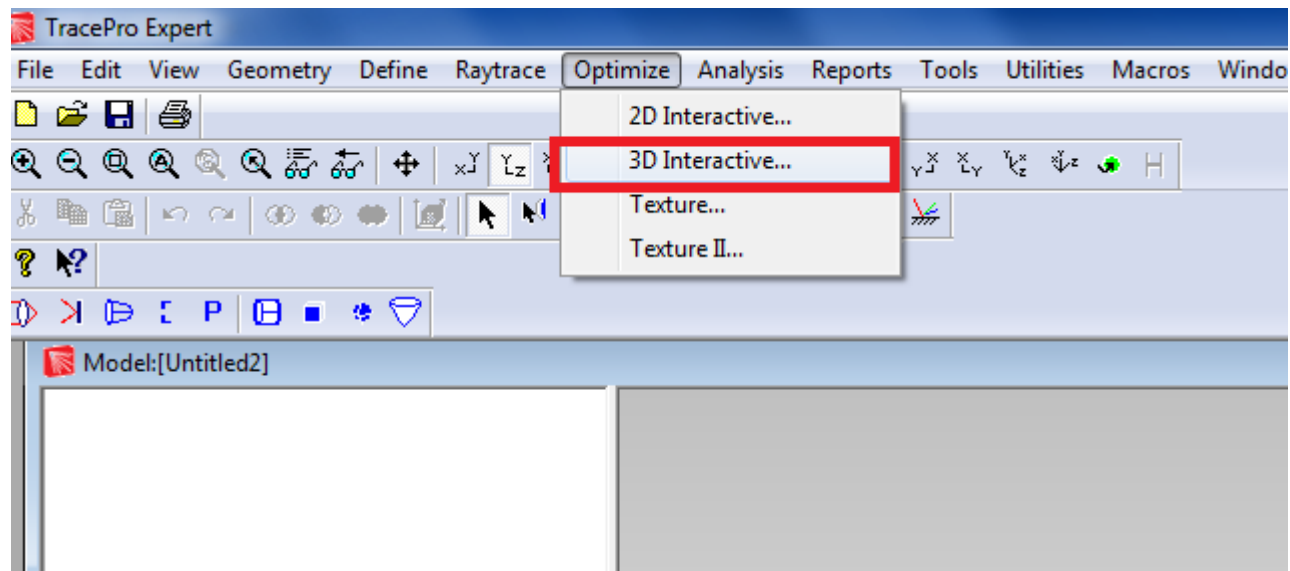 TracePro Expert
File Edit View Geometry Define Raytrace Optimize Analysis Reports Tools Utilities Macros Windo
2D Interactive...
3D Interactive...
Texture...
Texture II...
P
H
Model:[Untitled2]